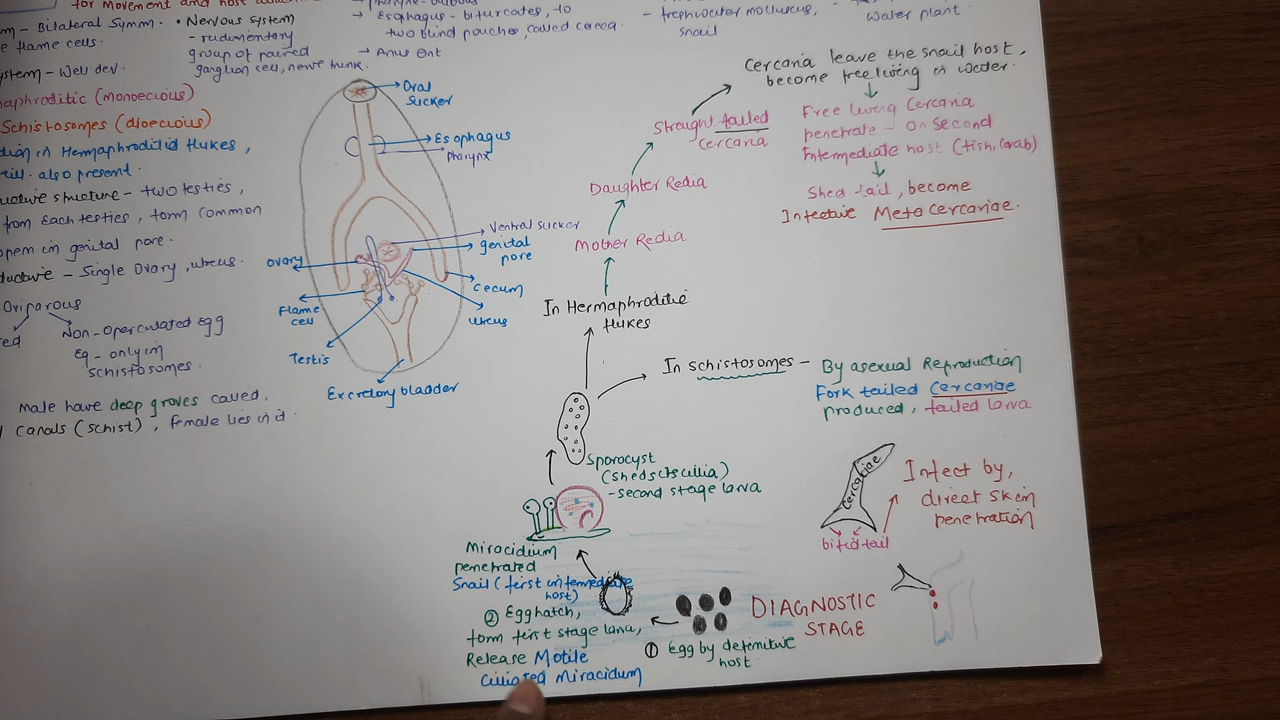 for movement and host
m - Bilateral Symm.
e flame cells.
ystem - Well dev.
aphroditic (monoecious)
Schistosomes (dioecious)
in Hermaphroditid flukes,
also present.
structure - two testies,
from Each testies, form common
open in genital pore.
ductive - Single Ovary, utreus.
Oviparous
ed
Non-operculated Egg
Eg - only in
schistosomes.
male have deep groves called,
canals (schist), female lies in it
• Nervous system
- rudimentary
group of paired
ganglion cell, nerve trunk.
→ Esophagus - bifurcates, to
two blind pouches, called caeca
→ Anus ent
- freshwater molluscus,
snail
water plant.
Oral
Sucker
Esophagus
Pharynx
Ventral sucker
genital
pore
Cecum
Utreus
Ovary
Flame
cell
Testis
Excretory bladder
Cercaria leave the snail host,
become free living in water.
Free living Cercaria
penetrate - on second
Intermediate host (fish, crab)
Shed tail, become
Infective Metacercariae.
Straught tailed
cercaria
Daughter Redia
Mother Redia
In Hermaphroditic
flukes
In schistosomes - By asexual Reproduction
Fork tailed Cercariae
produced, tailed larva
Sporocyst
(Sheds its cilia)
- second stage larva
Cercariae
bifid tail
Infect by,
direct skin
penetration
Miracidium
penetrated
Snail (first intermediate
host)
② Egg hatch,
form first stage larva,
Release Motile
Ciliated Miracidum
① Egg by definitive
host
DIAGNOSTIC
STAGE